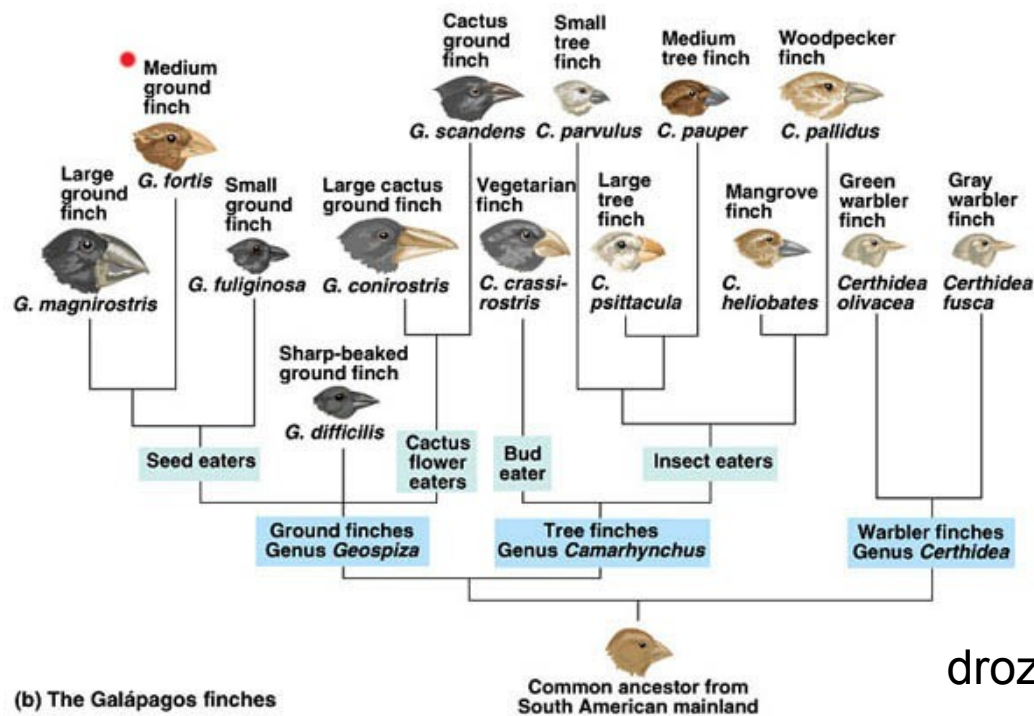 Cactus
ground
finch
G. scandens
Small
tree
finch
C. parvulus
Medium
tree finch
C. pauper
Woodpecker
finch
C. pallidus
Medium
ground
finch
G. fortis
Large
ground
finch
G. magnirostris
Small
ground
finch
G. fuliginosa
Large cactus
ground finch
G. conirostris
Vegetarian
finch
C. crassi-
rostris
Large
tree
finch
C.
psittacula
Mangrove
finch
C.
heliobates
Green
warbler
finch
Certhidea
olivacea
Gray
warbler
finch
Certhidea
fusca
Sharp-beaked
ground finch
G. difficilis
Seed eaters
Cactus
flower
eaters
Bud
eater
Insect eaters
Ground finches
Genus Geospiza
Tree finches
Genus Camarhynchus
Warbler finches
Genus Certhidea
Common ancestor from
South American mainland
droz
(b) The Galápagos finches